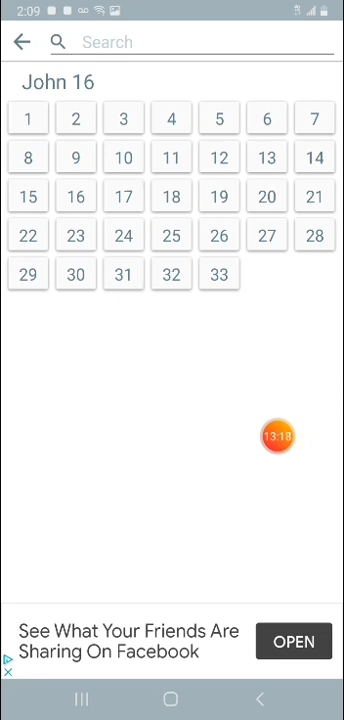 2:09
Search
John 16
1 2 3 4 5 6 7
8 9 10 11 12 13 14
15 16 17 18 19 20 21
22 23 24 25 26 27 28
29 30 31 32 33
13:18
See What Your Friends Are
Sharing On Facebook
OPEN